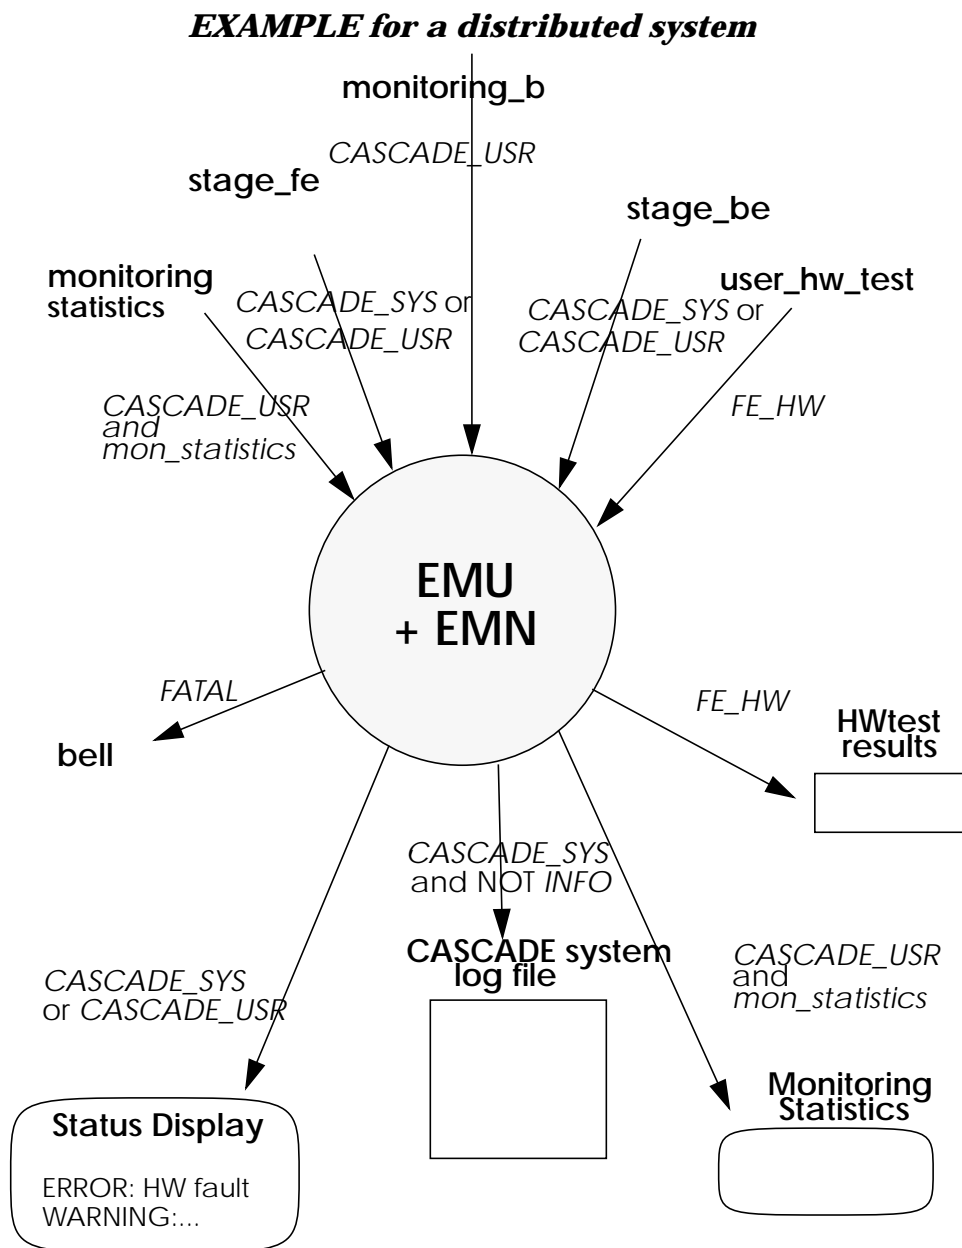 EXAMPLE for a distributed system
monitoring_b
CASCADE_USR
stage_fe
stage_be
monitoring
statistics
user_hw_test
CASCADE_SYS or
CASCADE_USR
CASCADE_SYS or
CASCADE_USR
CASCADE_USR
and
mon_statistics
FE_HW
EMU
+ EMN
FATAL
bell
FE_HW
HWtest
results
CASCADE_SYS
and NOT INFO
CASCADE system
log file
CASCADE_SYS
or CASCADE_USR
CASCADE_USR
and
mon_statistics
Monitoring
Statistics
Status Display
ERROR: HW fault
WARNING:...